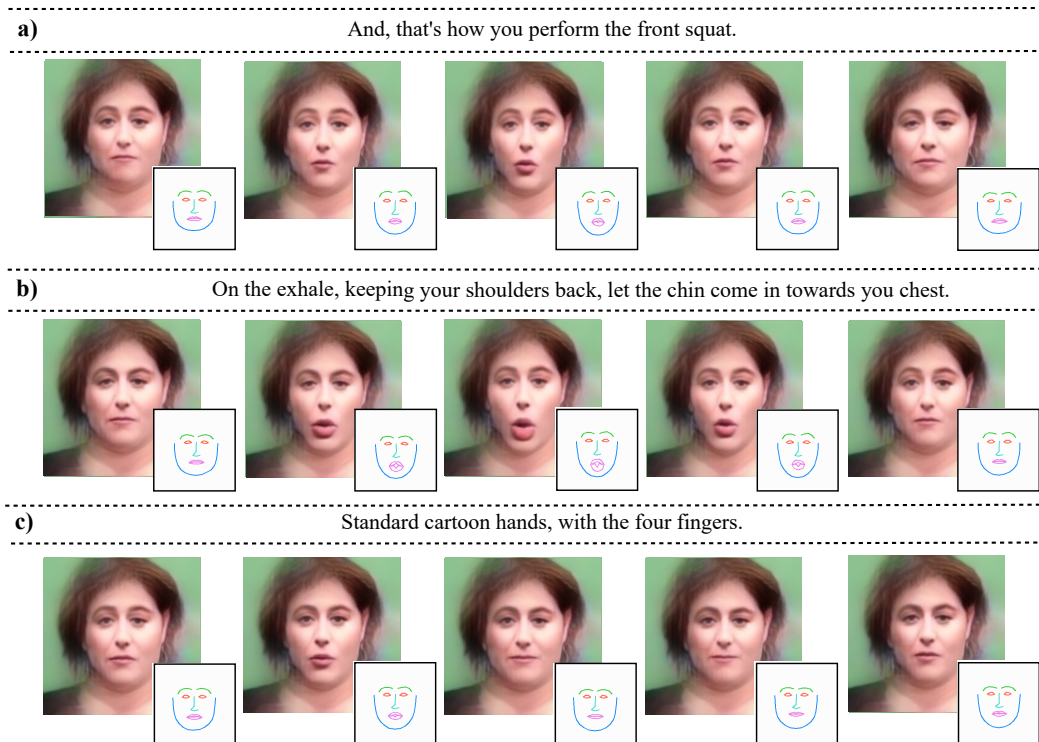 a) And, that's how you perform the front squat.
b) On the exhale, keeping your shoulders back, let the chin come in towards you chest.
c) Standard cartoon hands, with the four fingers.